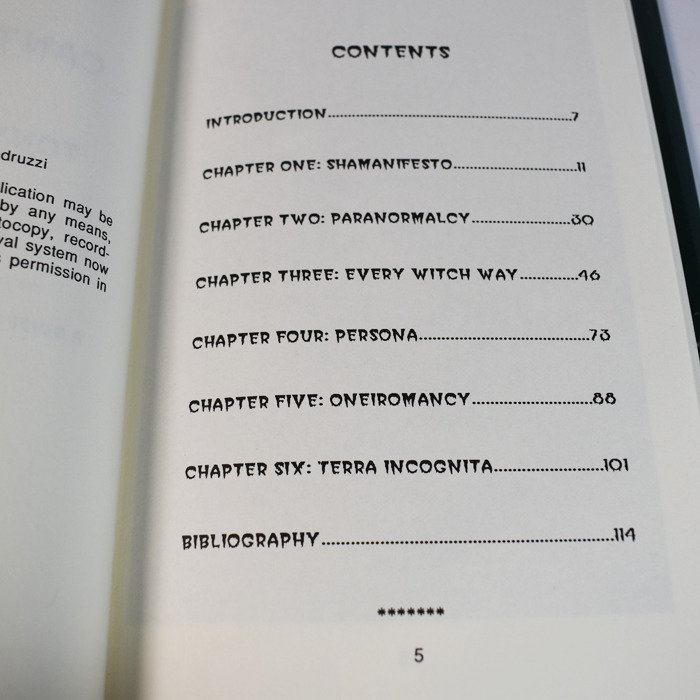 druzzi
lication may be
by any means,
tocopy, record-
val system now
permission in
CONTENTS
INTRODUCTION....................7
CHAPTER ONE: SHAMANIFESTO....................11
CHAPTER TWO: PARANORMALCY....................30
CHAPTER THREE: EVERY WITCH WAY............46
CHAPTER FOUR: PERSONA....................73
CHAPTER FIVE: ONEIROMANCY....................88
CHAPTER SIX: TERRA INCOGNITA....................101
BIBLIOGRAPHY....................114
*******
5